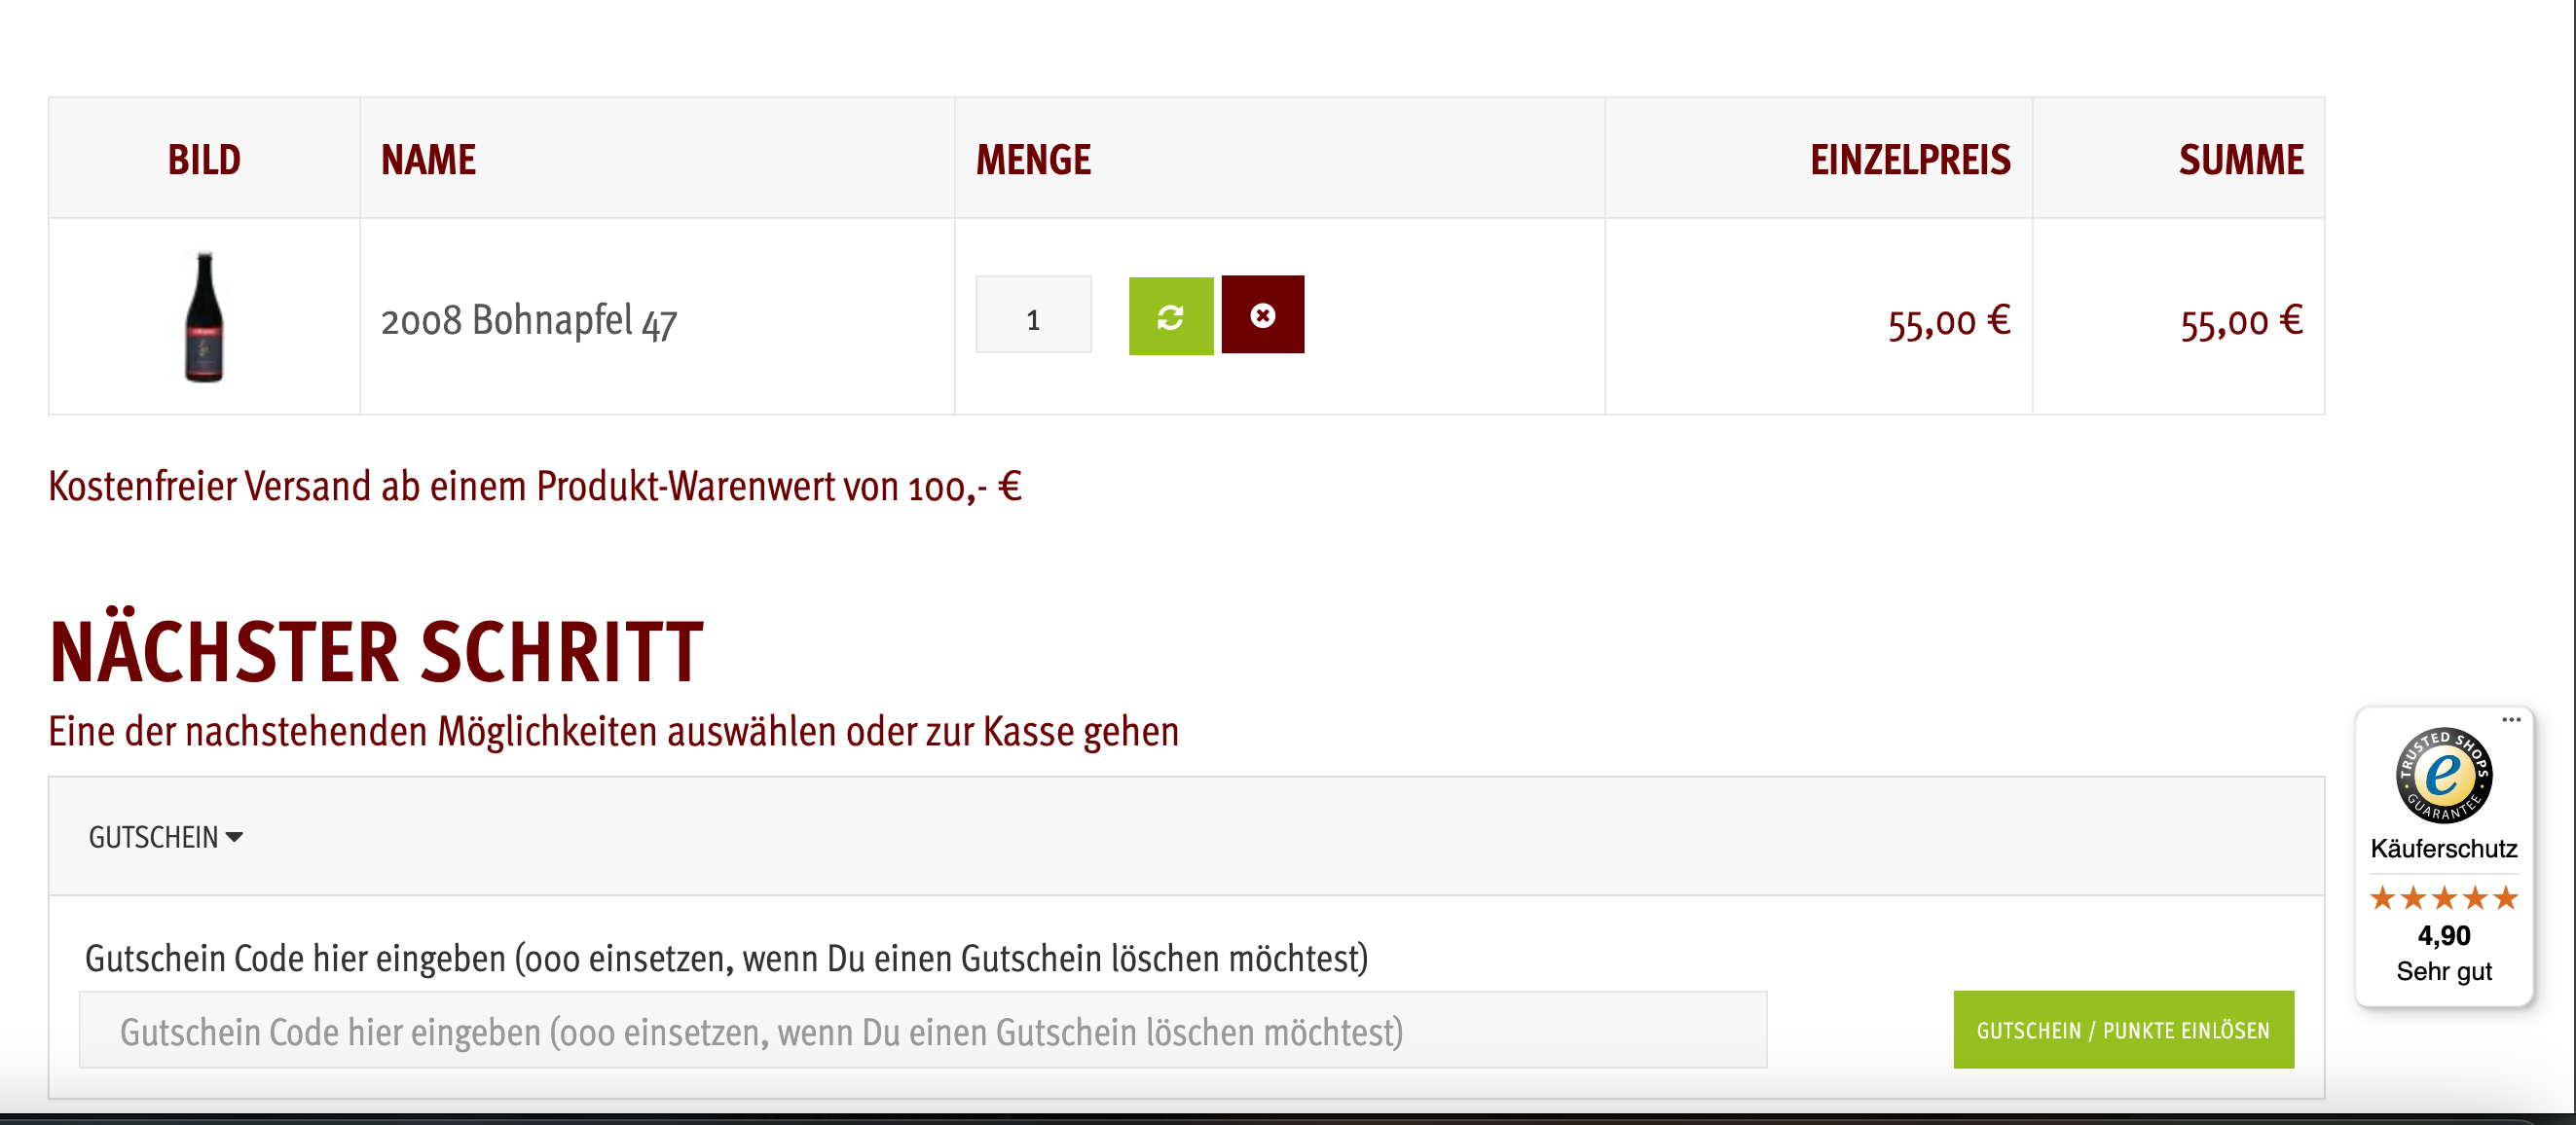 BILD NAME MENGE EINZELPREIS SUMME
2008 Bohnapfel 47 1 55,00 € 55,00 €
Kostenfreier Versand ab einem Produkt-Warenwert von 100,- €
NÄCHSTER SCHRITT
Eine der nachstehenden Möglichkeiten auswählen oder zur Kasse gehen
GUTSCHEIN
Gutschein Code hier eingeben (000 einsetzen, wenn Du einen Gutschein löschen möchtest)
Gutschein Code hier eingeben (000 einsetzen, wenn Du einen Gutschein löschen möchtest)
GUTSCHEIN / PUNKTE EINLÖSEN
TRUSTED SHOPS
e
GUARANTEE
Käuferschutz
4,90
Sehr gut